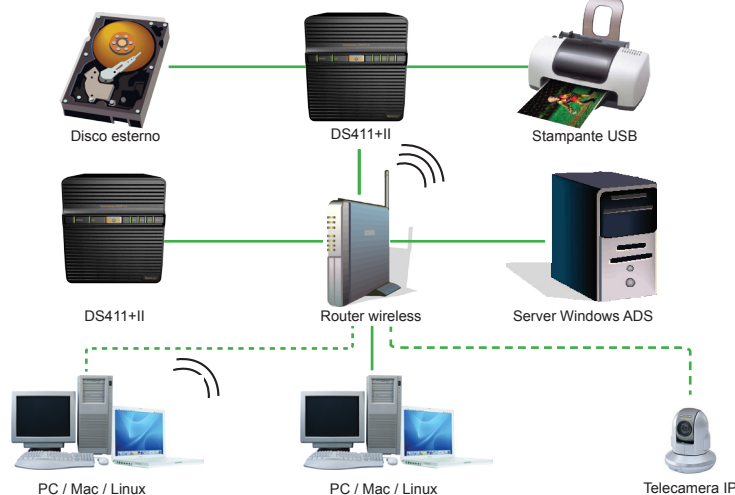 Disco esterno
DS411+II
Stampante USB
DS411+II
Router wireless
Server Windows ADS
PC / Mac / Linux
PC / Mac / Linux
Telecamera IP